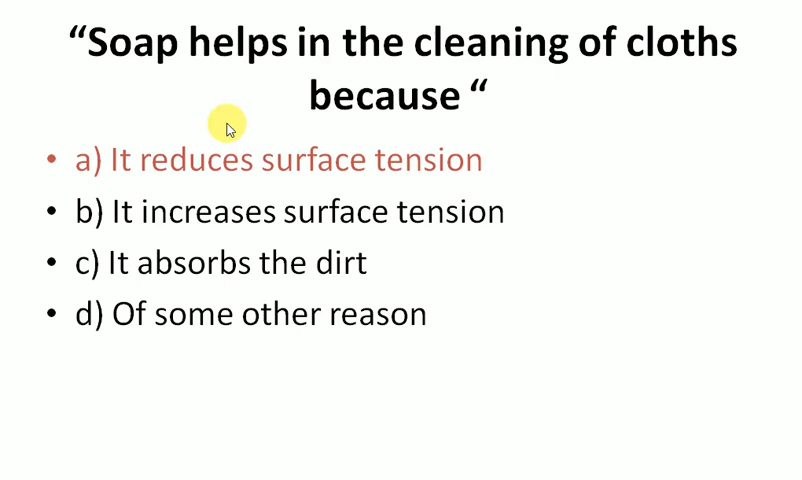 “Soap helps in the cleaning of cloths
because “
• a) It reduces surface tension
• b) It increases surface tension
• c) It absorbs the dirt
• d) Of some other reason